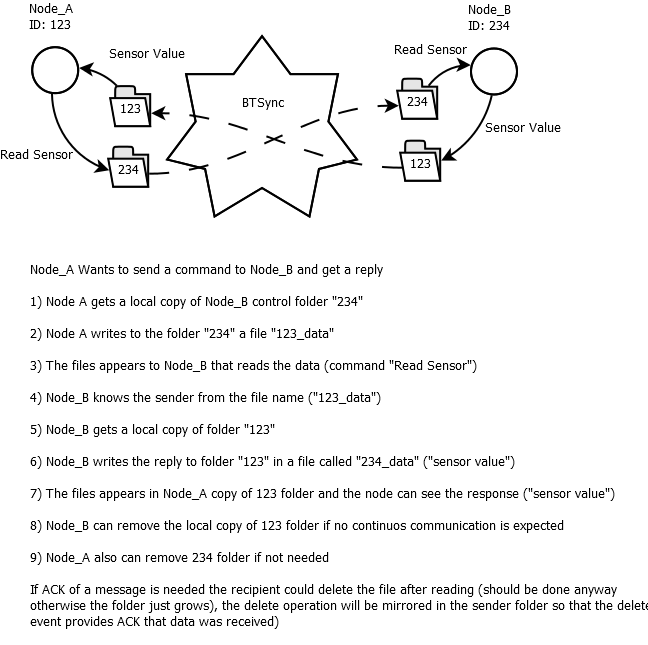 Node_A
ID: 123
Node_B
ID: 234
Sensor Value
Read Sensor
BTSync
123
234
Read Sensor
234
123
Sensor Value
Node_A Wants to send a command to Node_B and get a reply
1) Node A gets a local copy of Node_B control folder "234"
2) Node A writes to the folder "234" a file "123_data"
3) The files appears to Node_B that reads the data (command "Read Sensor")
4) Node_B knows the sender from the file name ("123_data")
5) Node_B gets a local copy of folder "123"
6) Node_B writes the reply to folder "123" in a file called "234_data" ("sensor value")
7) The files appears in Node_A copy of 123 folder and the node can see the response ("sensor value")
8) Node_B can remove the local copy of 123 folder if no continuos communication is expected
9) Node_A also can remove 234 folder if not needed
If ACK of a message is needed the recipient could delete the file after reading (should be done anyway
otherwise the folder just grows), the delete operation will be mirrored in the sender folder so that the delete
event provides ACK that data was received)